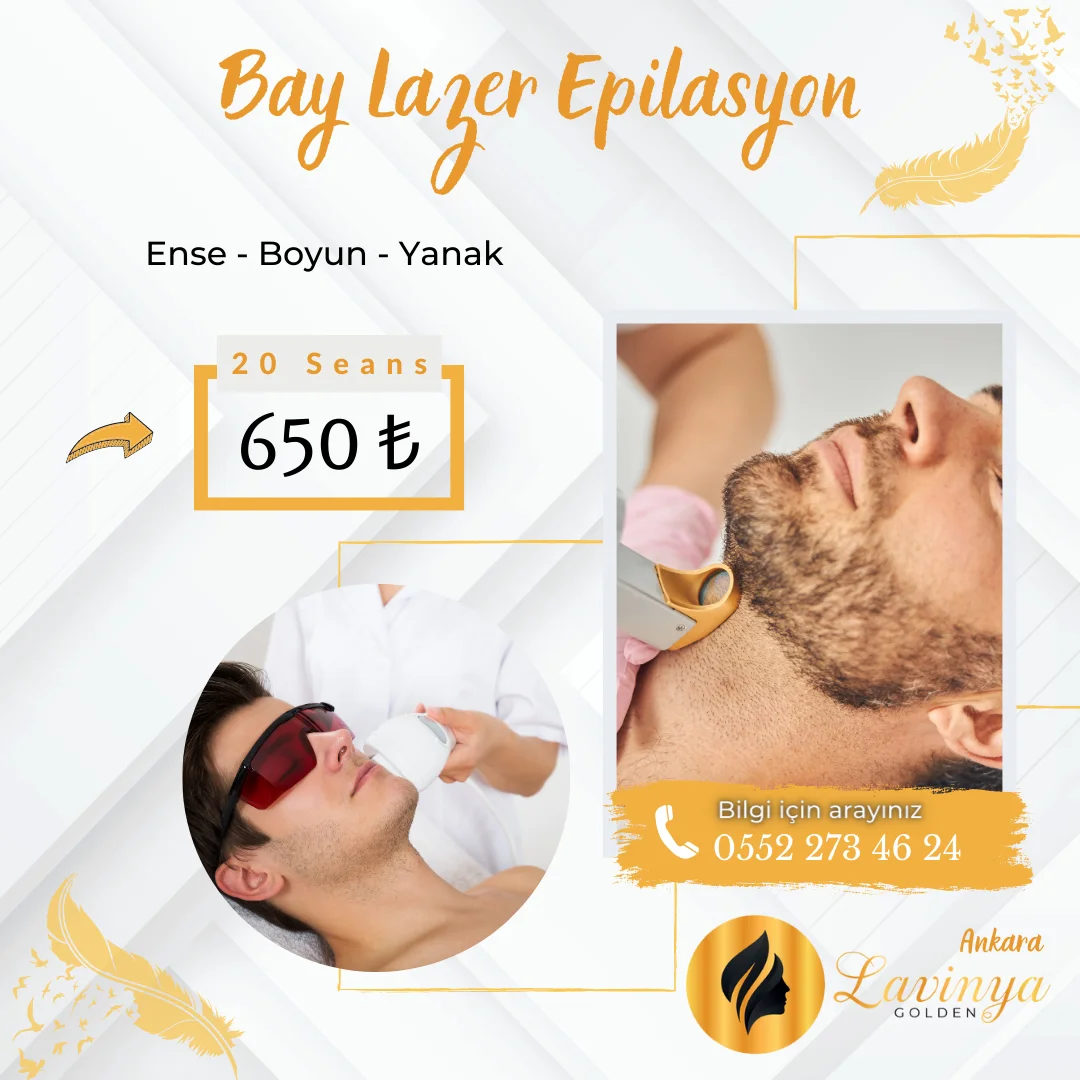 Bay Lazer Epilasyon
Ense - Boyun - Yanak
20 Seans
650 ₺
Bilgi için arayınız
0552 273 46 24
Ankara
Lavinya
GOLDEN